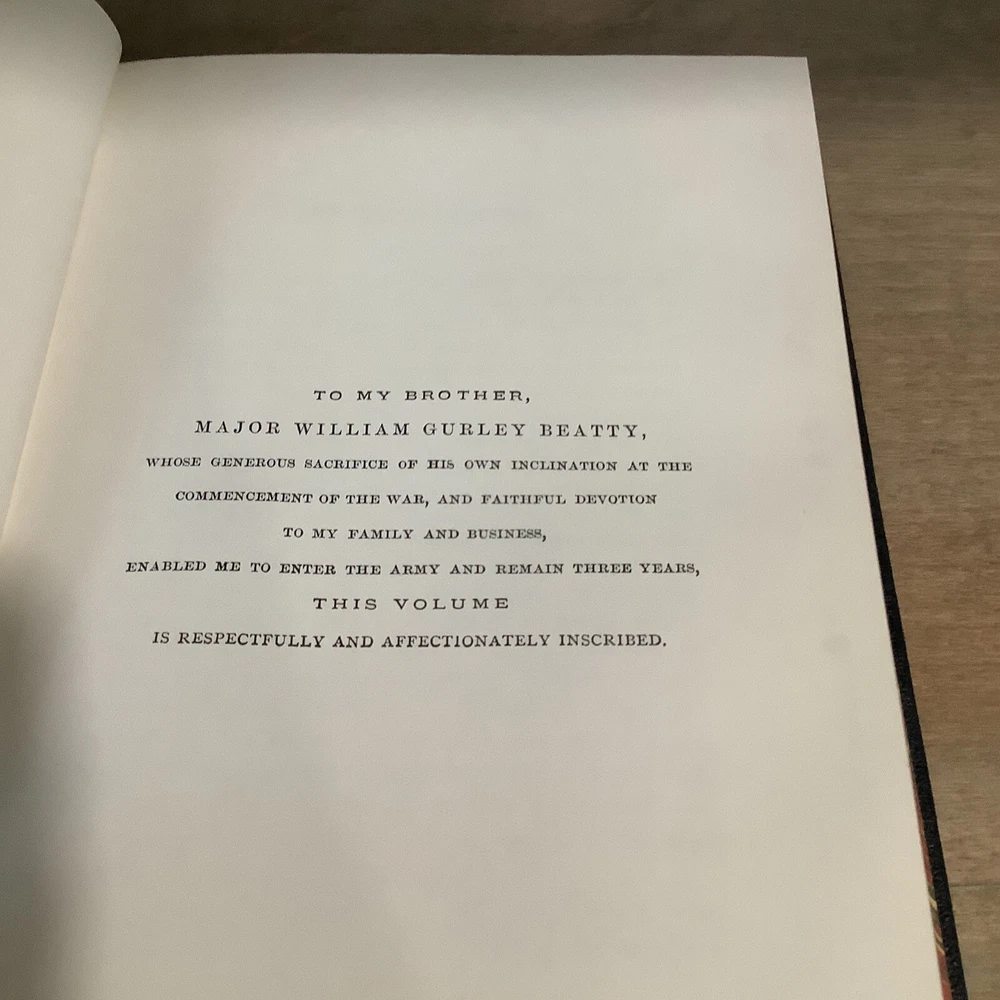 TO MY BROTHER,
MAJOR WILLIAM GURLEY BEATTY,
WHOSE GENEROUS SACRIFICE OF HIS OWN INCLINATION AT THE
COMMENCEMENT OF THE WAR, AND FAITHFUL DEVOTION
TO MY FAMILY AND BUSINESS,
ENABLED ME TO ENTER THE ARMY AND REMAIN THREE YEARS,
THIS VOLUME
IS RESPECTFULLY AND AFFECTIONATELY INSCRIBED.